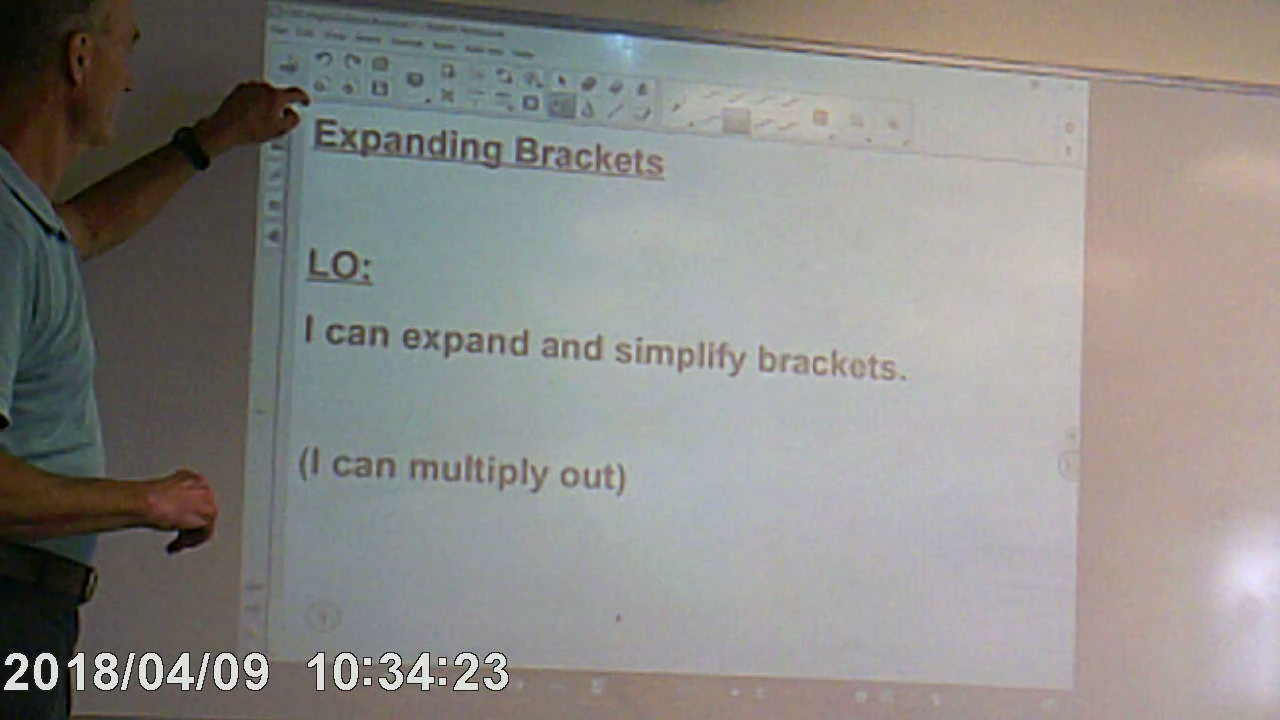 Expanding Brackets
LO:
I can expand and simplify brackets.
(I can multiply out)
2018/04/09 10:34:23